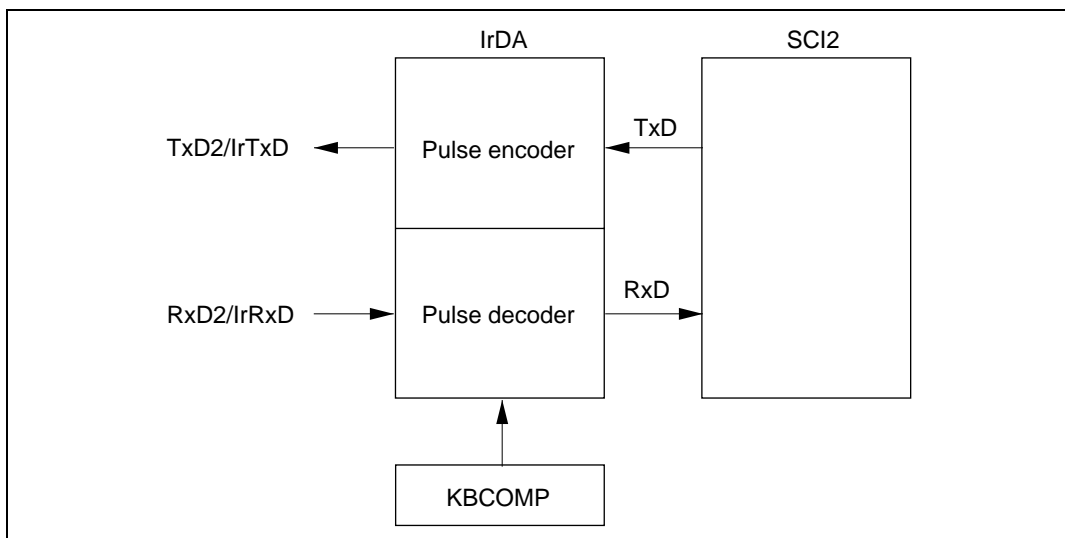 IrDA
SCI2
TxD2/IrTxD
Pulse encoder
TxD
RxD2/IrRxD
Pulse decoder
RxD
KBCOMP